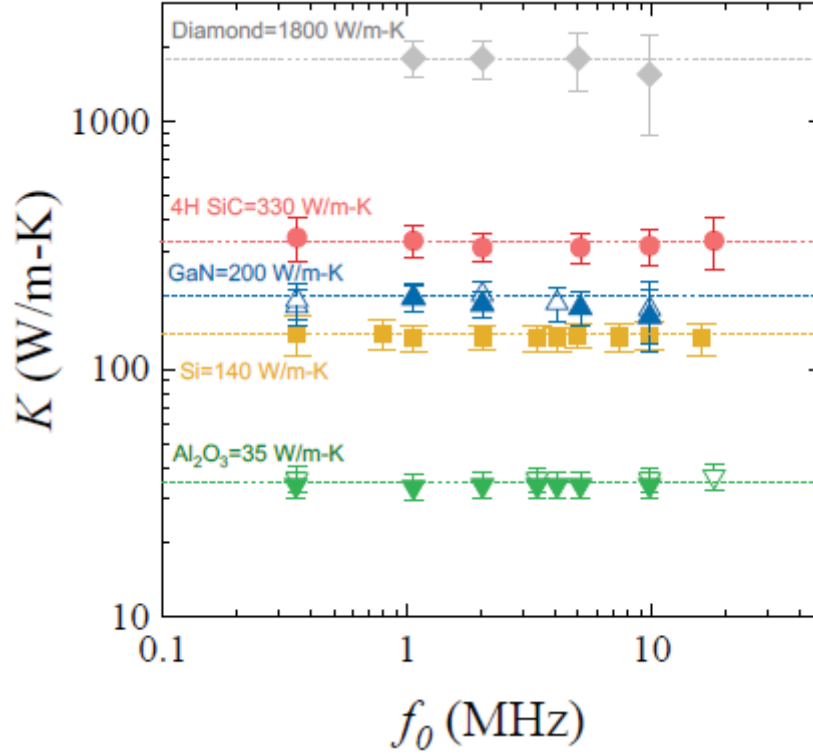 Diamond=1800 W/m-K
1000
4H SiC=330 W/m-K
GaN=200 W/m-K
K (W/m-K)
100
Si=140 W/m-K
Al₂O₃=35 W/m-K
10
0.1 1 10
f₀ (MHz)